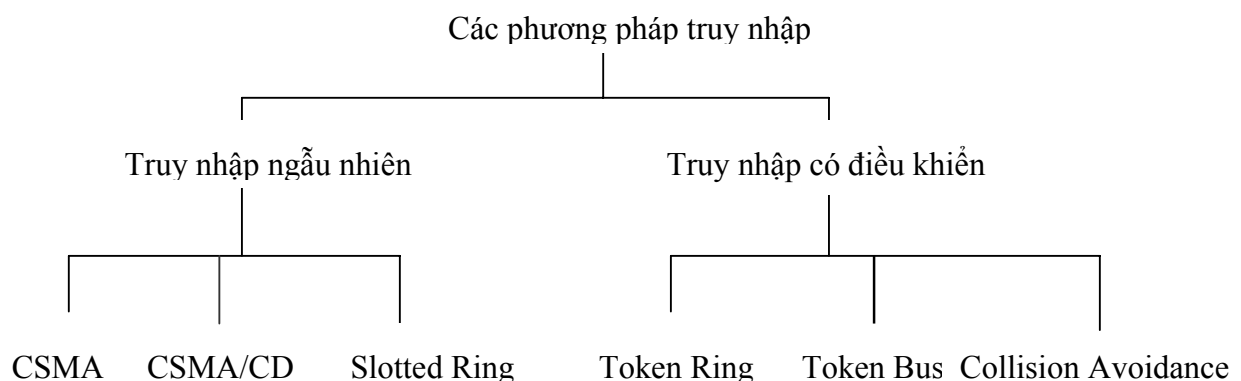 Các phương pháp truy nhập
Truy nhập ngẫu nhiên Truy nhập có điều khiển
CSMA CSMA/CD Slotted Ring Token Ring Token Bus Collision Avoidance